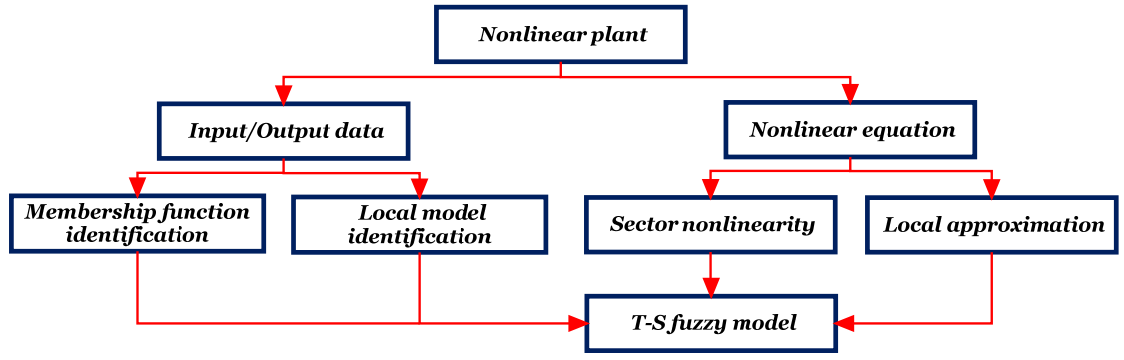 Nonlinear plant
Input/Output data
Nonlinear equation
Membership function
identification
Local model
identification
Sector nonlinearity
Local approximation
T-S fuzzy model